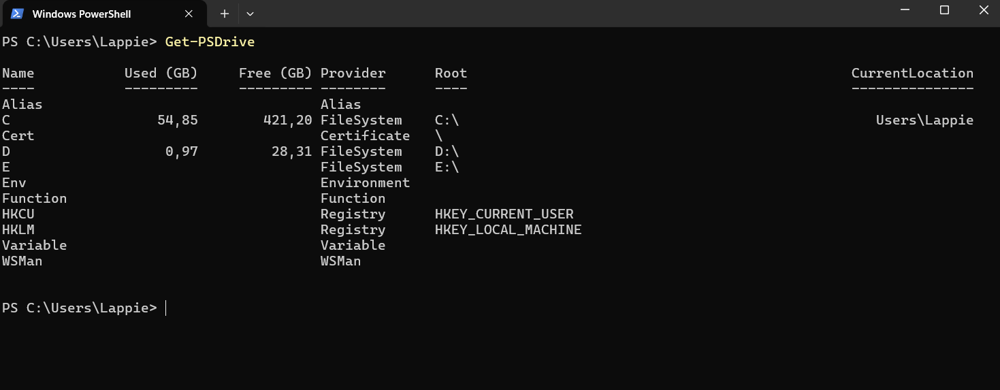 Windows PowerShell
PS C:\Users\Lappie> Get-PSDrive
Name Used (GB) Free (GB) Provider Root CurrentLocation
---- --------- --------- -------- ---- ---------------
Alias Alias
C 54,85 421,20 FileSystem C:\ Users\Lappie
Cert Certificate \
D 0,97 28,31 FileSystem D:\
E FileSystem E:\
Env Environment
Function Function
HKCU Registry HKEY_CURRENT_USER
HKLM Registry HKEY_LOCAL_MACHINE
Variable Variable
WSMan WSMan
PS C:\Users\Lappie>